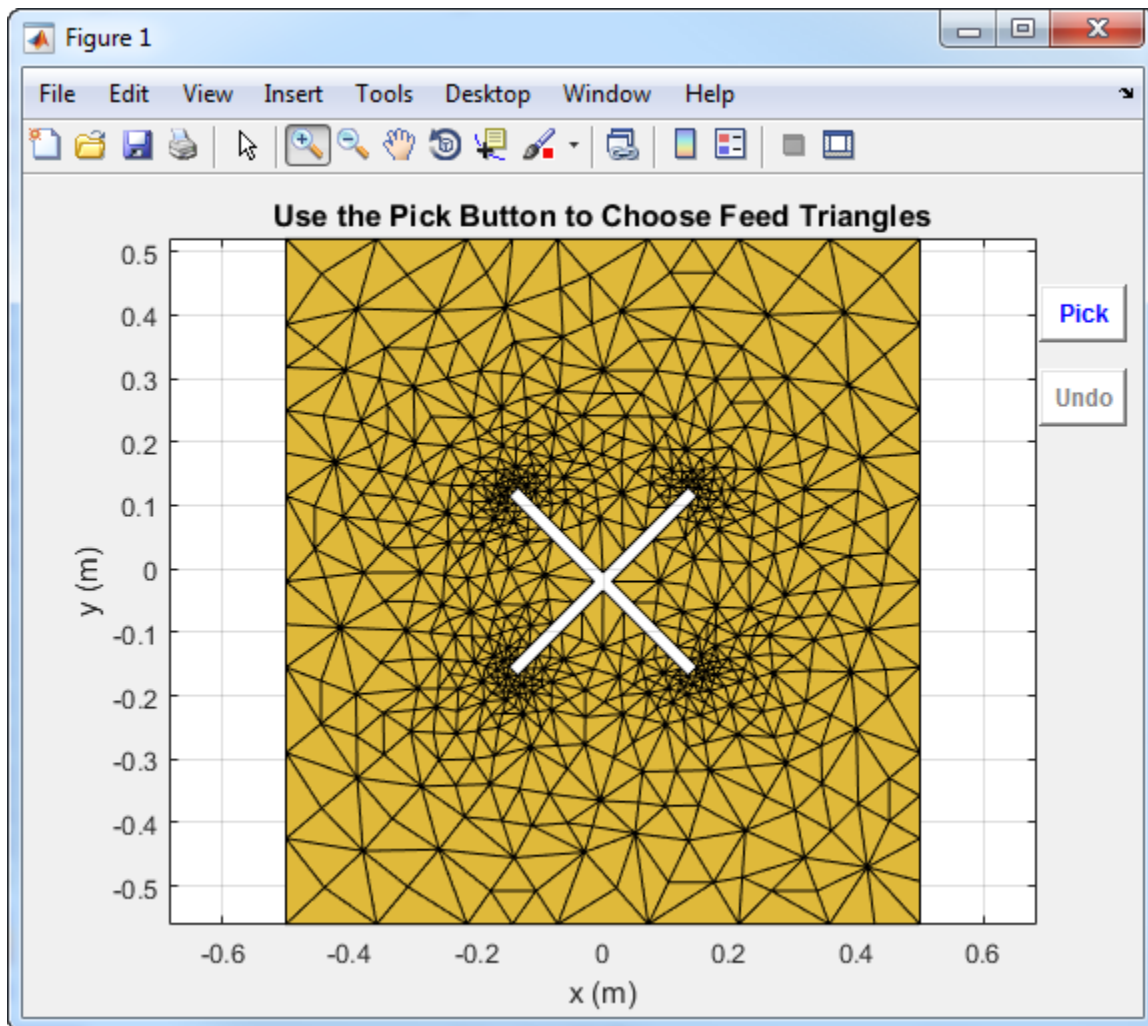 Figure 1
File Edit View Insert Tools Desktop Window Help
Use the Pick Button to Choose Feed Triangles
0.5
0.4
0.3
0.2
0.1
0
-0.1
-0.2
-0.3
-0.4
-0.5
y (m)
-0.6 -0.4 -0.2 0 0.2 0.4 0.6
x (m)
Pick
Undo